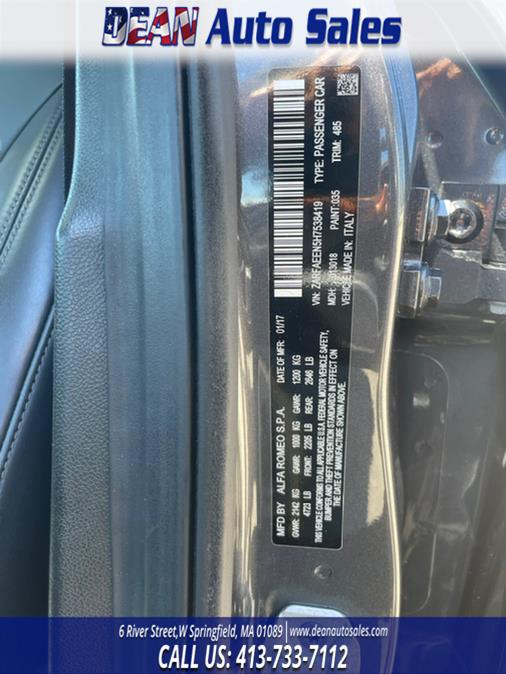 DEAN Auto Sales
MFD BY ALFA ROMEO S.P.A. DATE OF MFR: 01/17
GVWR: 2142 KG GAWR: 1000 KG GAWR: 1200 KG
4723 LB FRONT: 2205 LB REAR: 2646 LB
THIS VEHICLE CONFORMS TO ALL APPLICABLE U.S.A. FEDERAL MOTOR VEHICLE SAFETY,
BUMPER AND THEFT PREVENTION STANDARDS IN EFFECT ON
THE DATE OF MANUFACTURE SHOWN ABOVE.
VIN: ZARFAEEN5H7538419 TYPE: PASSENGER CAR
MDH: PAINT: 035 TRIM: 485
VEHICLE MADE IN: ITALY
6 River Street,W Springfield, MA 01089 - www.deanautosales.com
CALL US: 413-733-7112